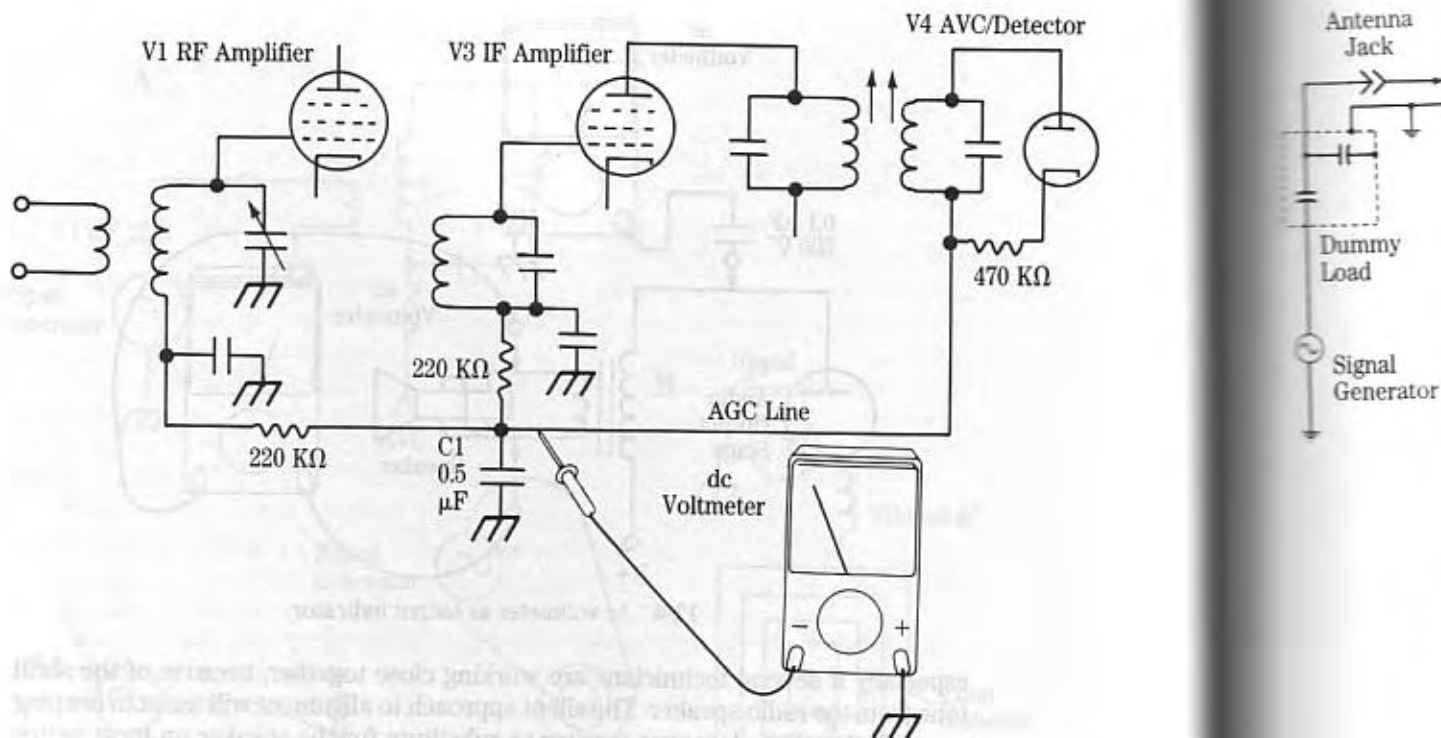 V1 RF Amplifier
V3 IF Amplifier
V4 AVC/Detector
470 KΩ
220 KΩ
220 KΩ
C1
0.5
µF
AGC Line
dc
Voltmeter
−
+
Antenna
Jack
Dummy
Load
Signal
Generator